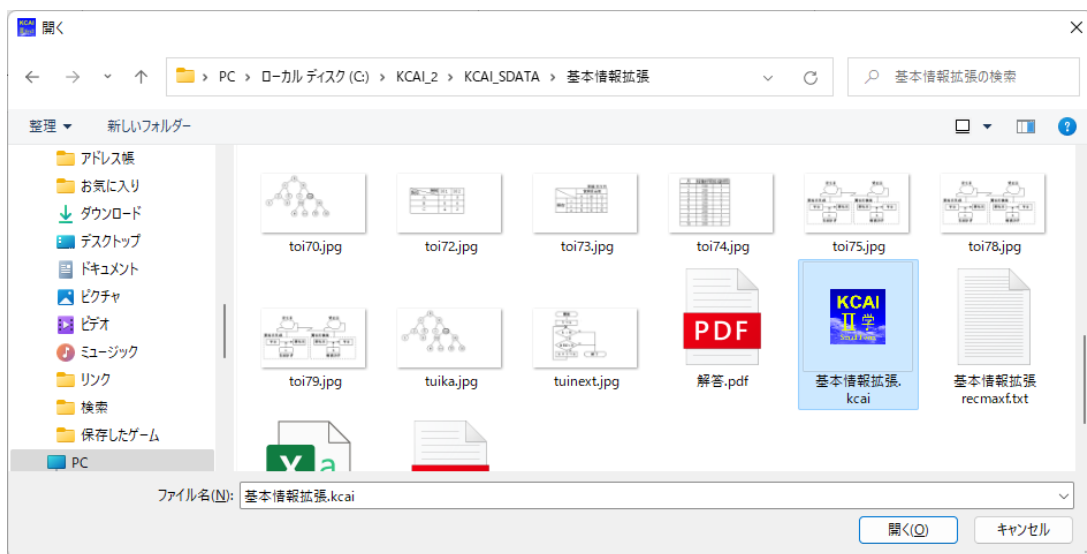 開く
PC › ローカル ディスク (C:) › KCAI_2 › KCAI_SDATA › 基本情報拡張
基本情報拡張の検索
整理 新しいフォルダー
アドレス帳
お気に入り
ダウンロード
デスクトップ
ドキュメント
ピクチャ
ビデオ
ミュージック
リンク
検索
保存したゲーム
PC
toi70.jpg toi72.jpg toi73.jpg toi74.jpg toi75.jpg toi78.jpg
PDF
KCAI
II 学
toi79.jpg tuika.jpg tuinext.jpg 解答.pdf 基本情報拡張.kcai 基本情報拡張recmaxf.txt
X a
ファイル名(N): 基本情報拡張.kcai
開く(O) キャンセル